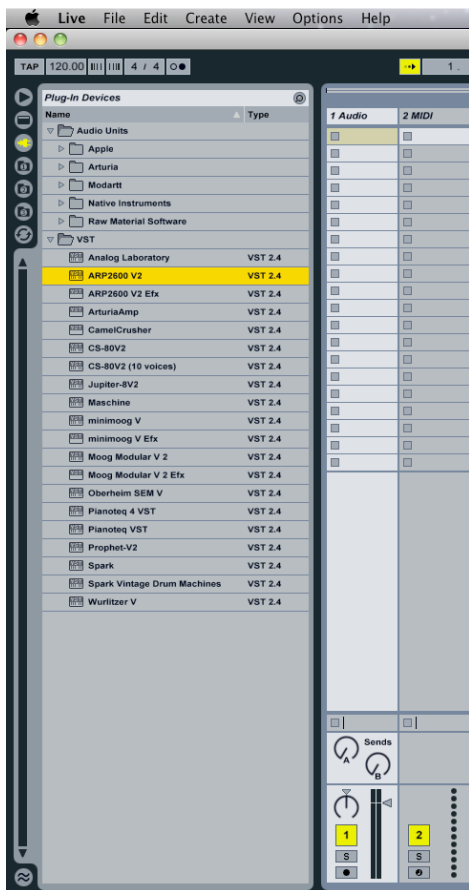 Live File Edit Create View Options Help
TAP 120.00 4 / 4 1 .
Plug-In Devices
Name Type
Audio Units
Apple
Arturia
Modartt
Native Instruments
Raw Material Software
VST
Analog Laboratory VST 2.4
ARP2600 V2 VST 2.4
ARP2600 V2 Efx VST 2.4
ArturiaAmp VST 2.4
CamelCrusher VST 2.4
CS-80V2 VST 2.4
CS-80V2 (10 voices) VST 2.4
Jupiter-8V2 VST 2.4
Maschine VST 2.4
minimoog V VST 2.4
minimoog V Efx VST 2.4
Moog Modular V 2 VST 2.4
Moog Modular V 2 Efx VST 2.4
Oberheim SEM V VST 2.4
Pianoteq 4 VST VST 2.4
Pianoteq VST VST 2.4
Prophet-V2 VST 2.4
Spark VST 2.4
Spark Vintage Drum Machines VST 2.4
Wurlitzer V VST 2.4
1 Audio 2 MIDI
Sends
A
B
1 2
S S